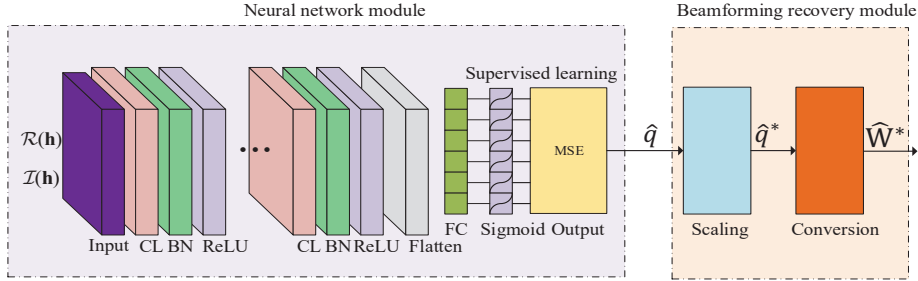 Neural network module
Beamforming recovery module
Supervised learning
ℛ(𝐡)
ℐ(𝐡)
...
MSE
q̂
q̂*
Ŵ*
Input
CL
BN
ReLU
CL
BN
ReLU
Flatten
FC
Sigmoid
Output
Scaling
Conversion